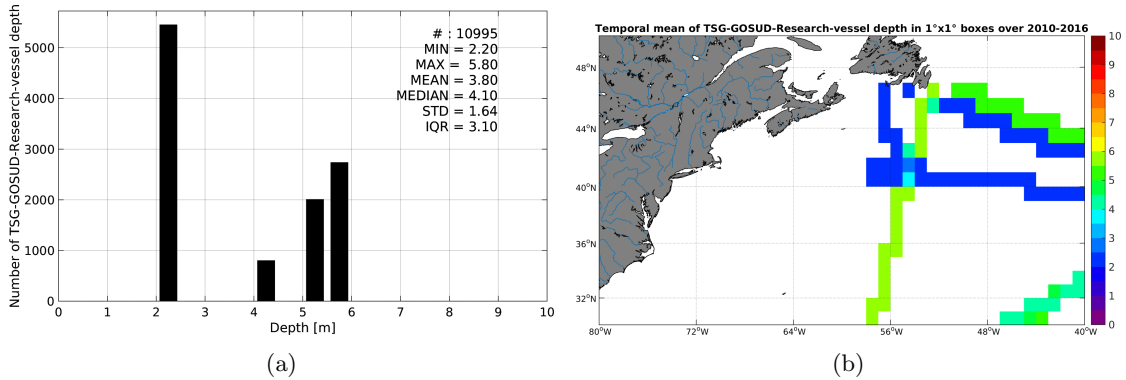 Number of TSG-GOSUD-Research-vessel depth
5000
4000
3000
2000
1000
0
# : 10995
MIN = 2.20
MAX = 5.80
MEAN = 3.80
MEDIAN = 4.10
STD = 1.64
IQR = 3.10
0 1 2 3 4 5 6 7 8 9 10
Depth [m]
(a)
Temporal mean of TSG-GOSUD-Research-vessel depth in 1°x1° boxes over 2010-2016
48°N
44°N
40°N
36°N
32°N
80°W 72°W 64°W 56°W 48°W 40°W
10
9
8
7
6
5
4
3
2
1
0
(b)